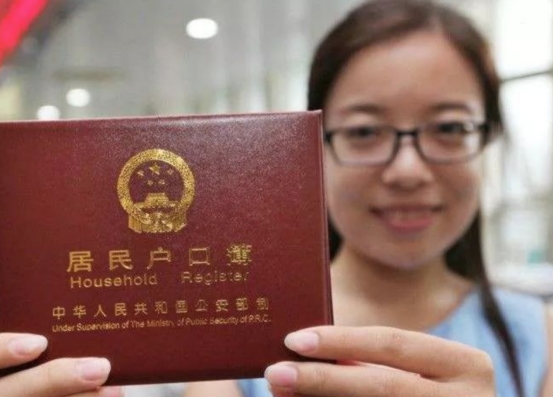 居民户口簿
Household Register
中华人民共和国公安部制
Under Supervision of The Ministry of Public Security of P.R.C.